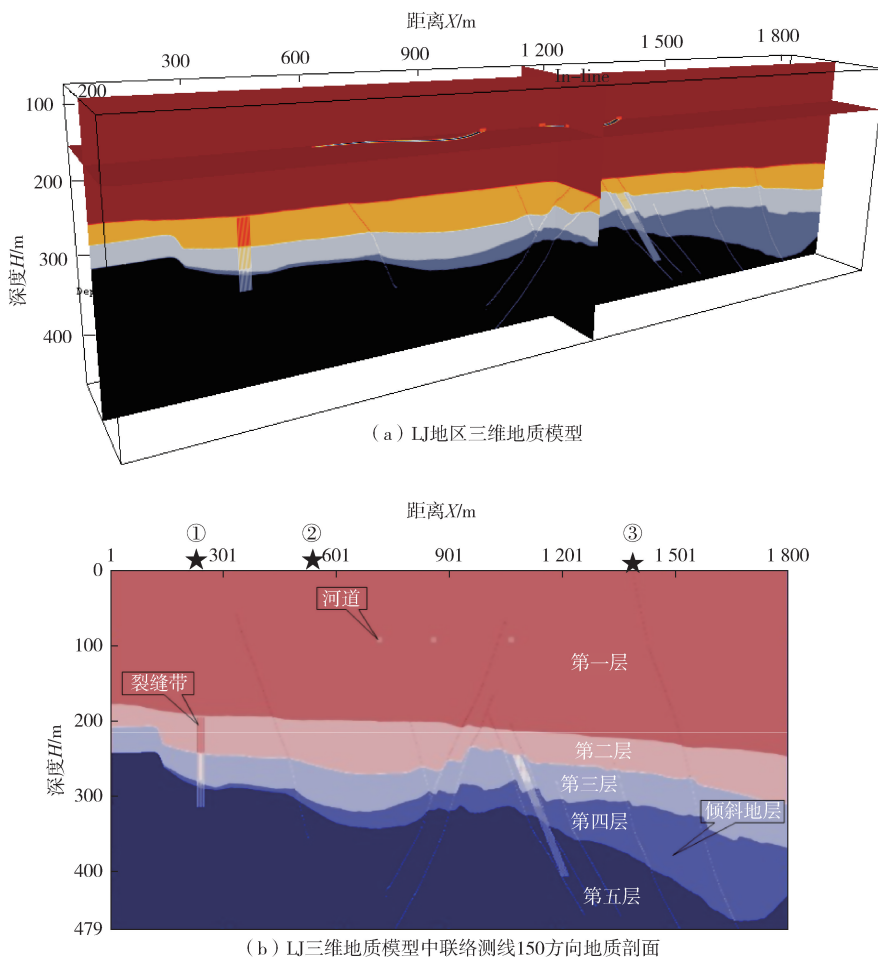 距离X/m
300 600 900 1 200 1 500 1 800
In-line
200
100
200
300
400
深度H/m
Dep
(a)LJ地区三维地质模型
距离X/m
① ② ③
1 301 601 901 1 201 1 501 1 800
0
100
200
300
400
479
深度H/m
河道
第一层
裂缝带
第二层
第三层
倾斜地层
第四层
第五层
(b)LJ三维地质模型中联络测线150方向地质剖面